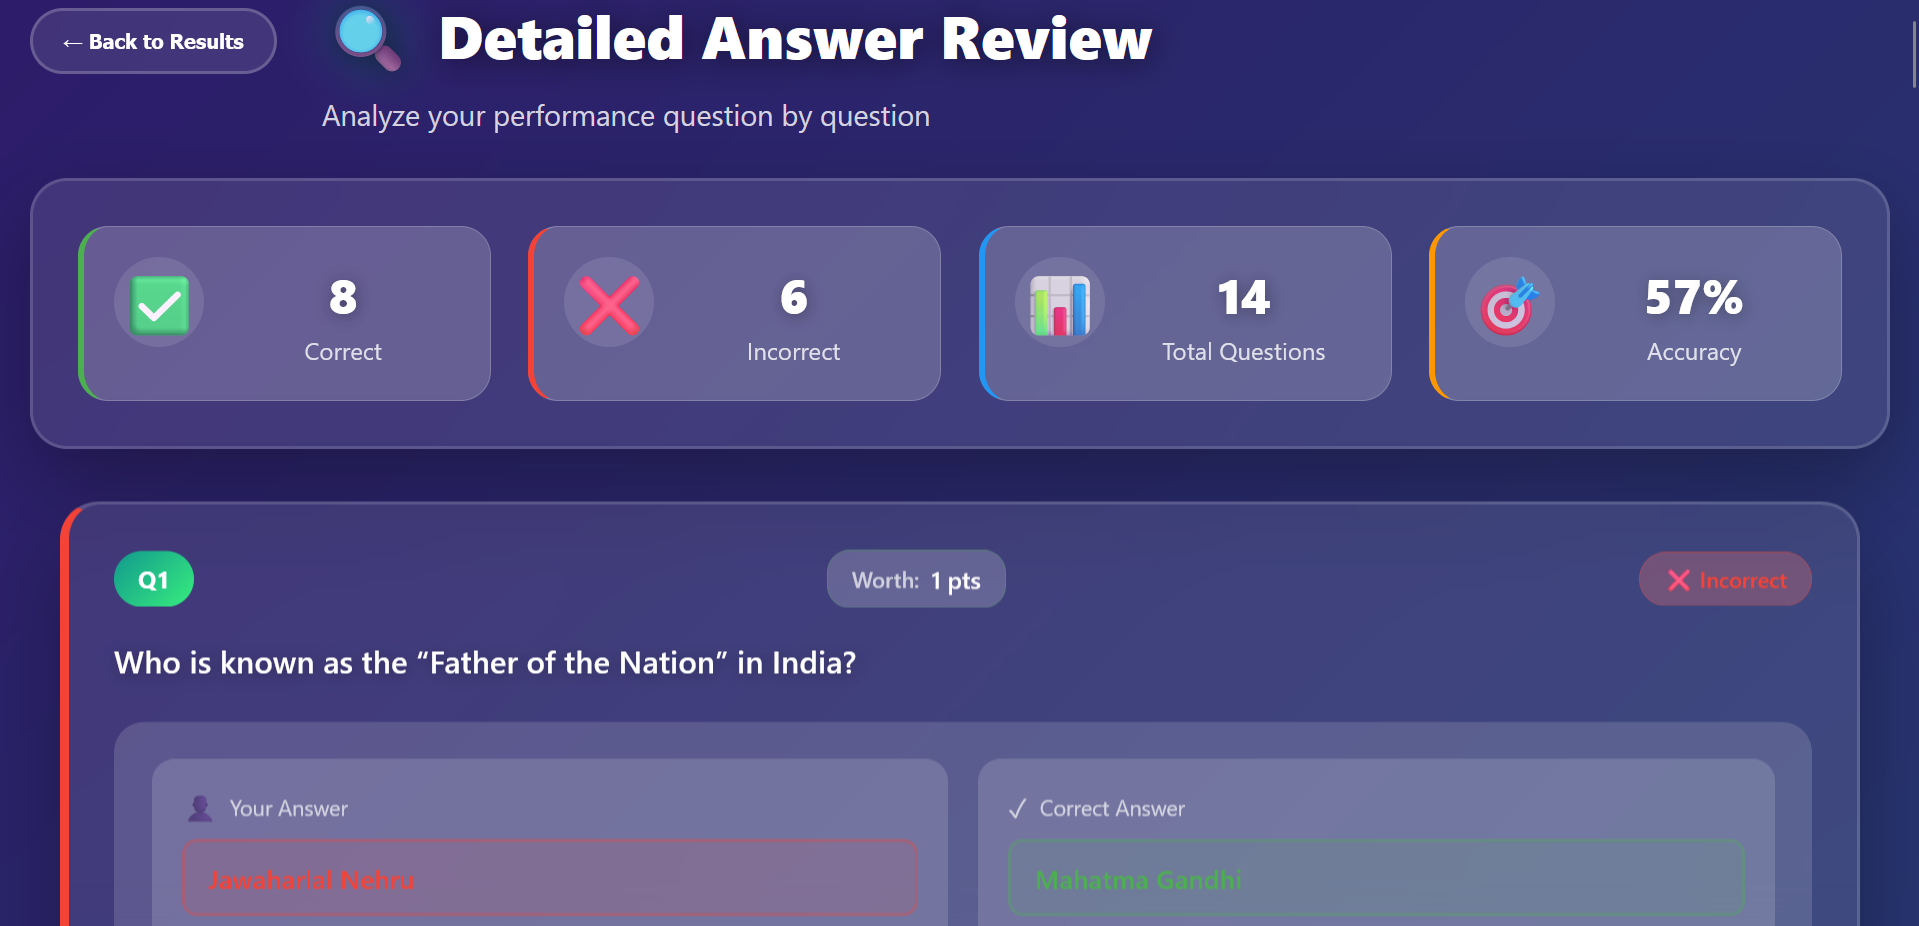 ← Back to Results
Detailed Answer Review
Analyze your performance question by question
8
Correct
6
Incorrect
14
Total Questions
57%
Accuracy
Q1
Worth: 1 pts
Incorrect
Who is known as the “Father of the Nation” in India?
Your Answer
Jawaharlal Nehru
✓ Correct Answer
Mahatma Gandhi